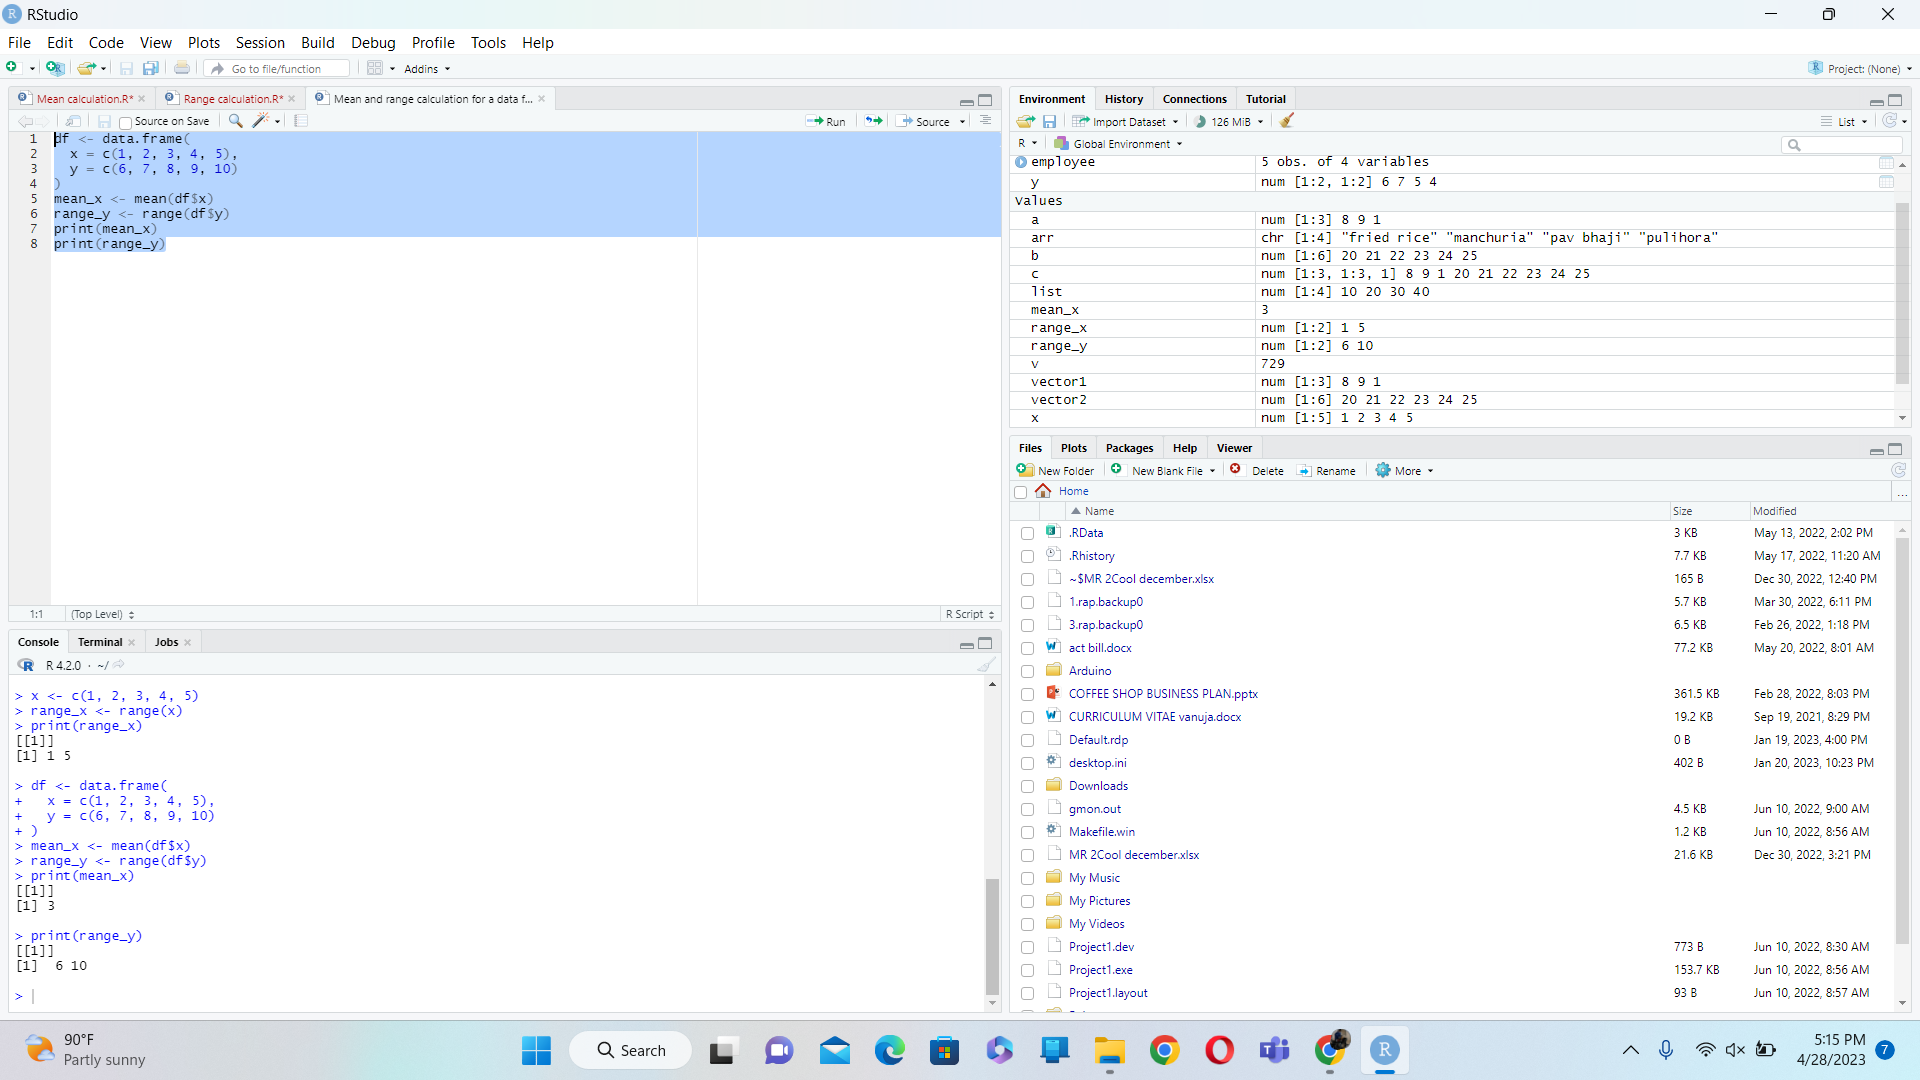 RStudio
File Edit Code View Plots Session Build Debug Profile Tools Help
Go to file/function Addins Project: (None)
Mean calculation.R* Range calculation.R* Mean and range calculation for a data f...
Source on Save Run Source
1 df <- data.frame(
2 x = c(1, 2, 3, 4, 5),
3 y = c(6, 7, 8, 9, 10)
4 )
5 mean_x <- mean(df$x)
6 range_y <- range(df$y)
7 print(mean_x)
8 print(range_y)
1:1 (Top Level) R Script
Console Terminal Jobs
R 4.2.0 · ~/
> x <- c(1, 2, 3, 4, 5)
> range_x <- range(x)
> print(range_x)
[[1]]
[1] 1 5
> df <- data.frame(
+ x = c(1, 2, 3, 4, 5),
+ y = c(6, 7, 8, 9, 10)
+ )
> mean_x <- mean(df$x)
> range_y <- range(df$y)
> print(mean_x)
[[1]]
[1] 3
> print(range_y)
[[1]]
[1] 6 10
>
Environment History Connections Tutorial
Import Dataset 126 MiB List
R Global Environment
employee 5 obs. of 4 variables
y num [1:2, 1:2] 6 7 5 4
Values
a num [1:3] 8 9 1
arr chr [1:4] "fried rice" "manchuria" "pav bhaji" "pulihora"
b num [1:6] 20 21 22 23 24 25
c num [1:3, 1:3, 1] 8 9 1 20 21 22 23 24 25
list num [1:4] 10 20 30 40
mean_x 3
range_x num [1:2] 1 5
range_y num [1:2] 6 10
v 729
vector1 num [1:3] 8 9 1
vector2 num [1:6] 20 21 22 23 24 25
x num [1:5] 1 2 3 4 5
Files Plots Packages Help Viewer
New Folder New Blank File Delete Rename More
Home ...
Name Size Modified
.RData 3 KB May 13, 2022, 2:02 PM
.Rhistory 7.7 KB May 17, 2022, 11:20 AM
~$MR 2Cool december.xlsx 165 B Dec 30, 2022, 12:40 PM
1.rap.backup0 5.7 KB Mar 30, 2022, 6:11 PM
3.rap.backup0 6.5 KB Feb 26, 2022, 1:18 PM
act bill.docx 77.2 KB May 20, 2022, 8:01 AM
Arduino
COFFEE SHOP BUSINESS PLAN.pptx 361.5 KB Feb 28, 2022, 8:03 PM
CURRICULUM VITAE vanuja.docx 19.2 KB Sep 19, 2021, 8:29 PM
Default.rdp 0 B Jan 19, 2023, 4:00 PM
desktop.ini 402 B Jan 20, 2023, 10:23 PM
Downloads
gmon.out 4.5 KB Jun 10, 2022, 9:00 AM
Makefile.win 1.2 KB Jun 10, 2022, 8:56 AM
MR 2Cool december.xlsx 21.6 KB Dec 30, 2022, 3:21 PM
My Music
My Pictures
My Videos
Project1.dev 773 B Jun 10, 2022, 8:30 AM
Project1.exe 153.7 KB Jun 10, 2022, 8:56 AM
Project1.layout 93 B Jun 10, 2022, 8:57 AM
90°F
Partly sunny
Search
5:15 PM
4/28/2023
7